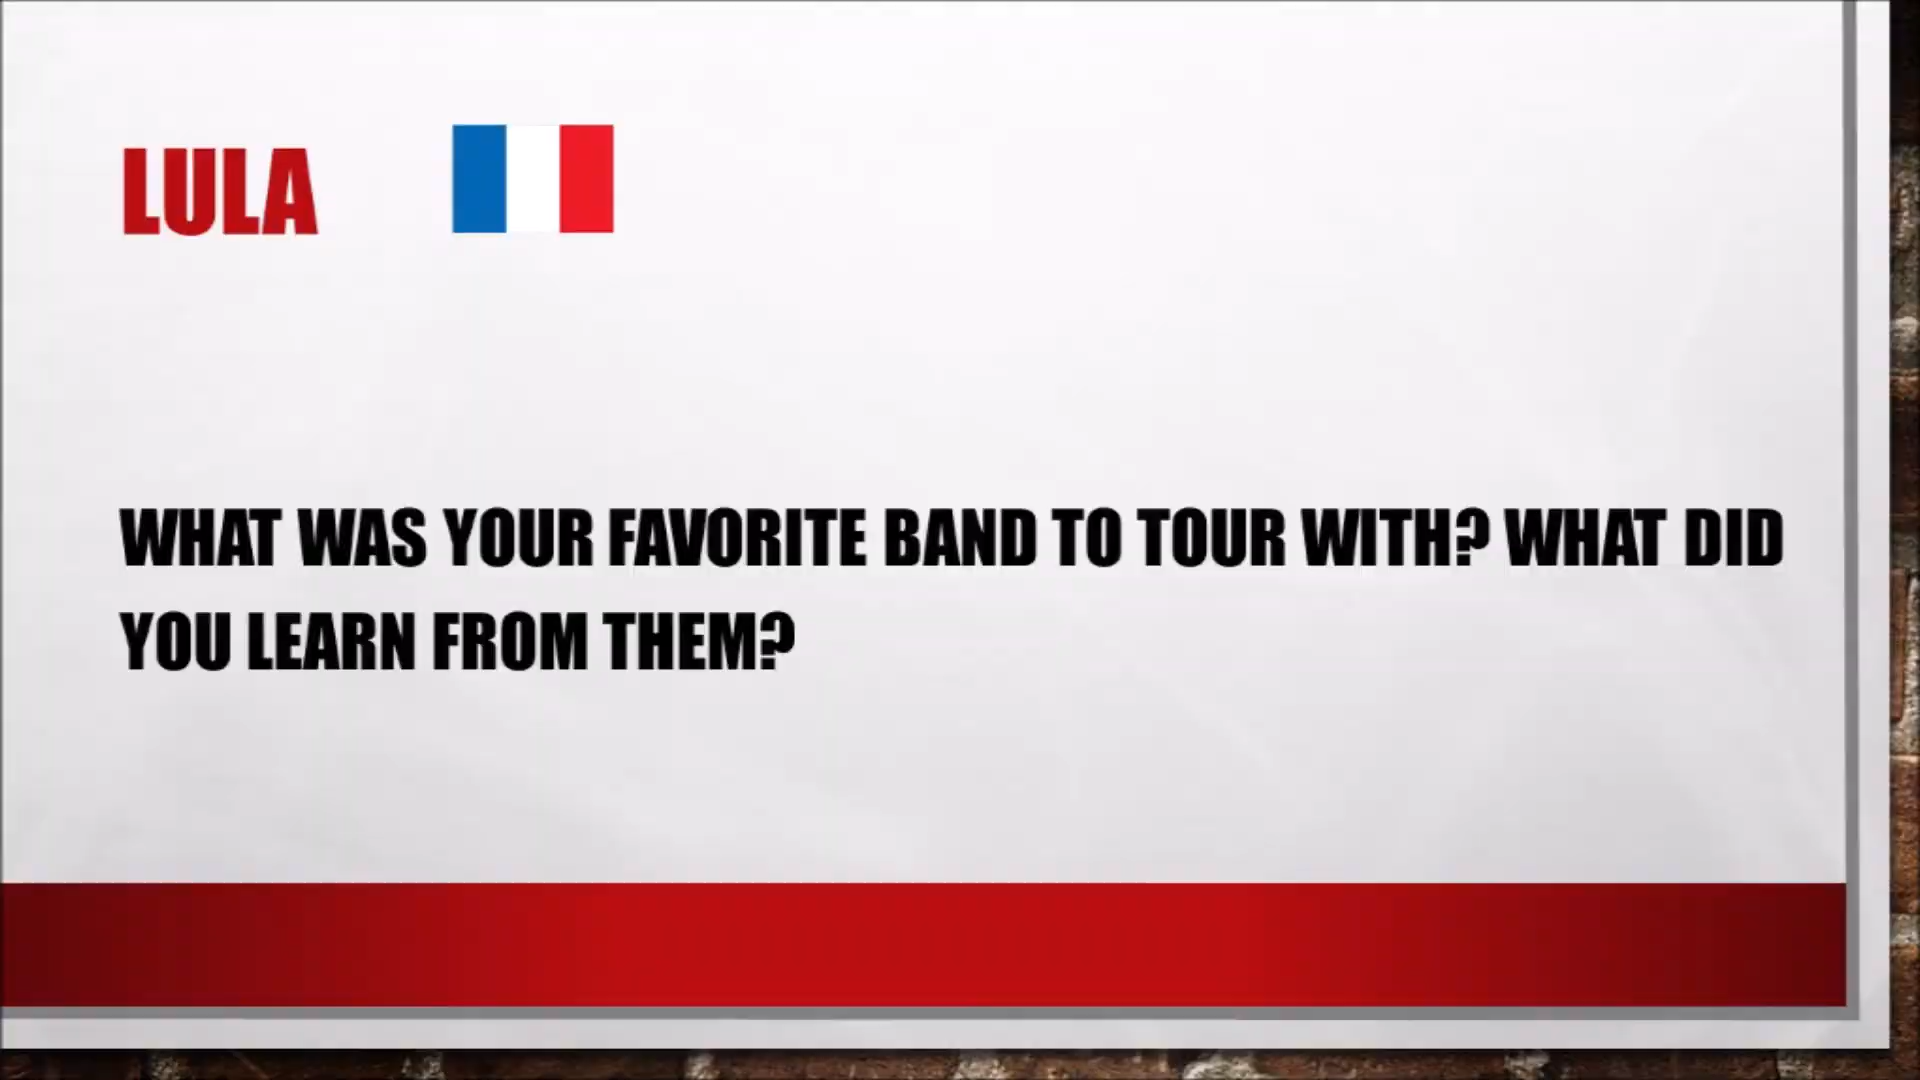 LULA
WHAT WAS YOUR FAVORITE BAND TO TOUR WITH? WHAT DID
YOU LEARN FROM THEM?